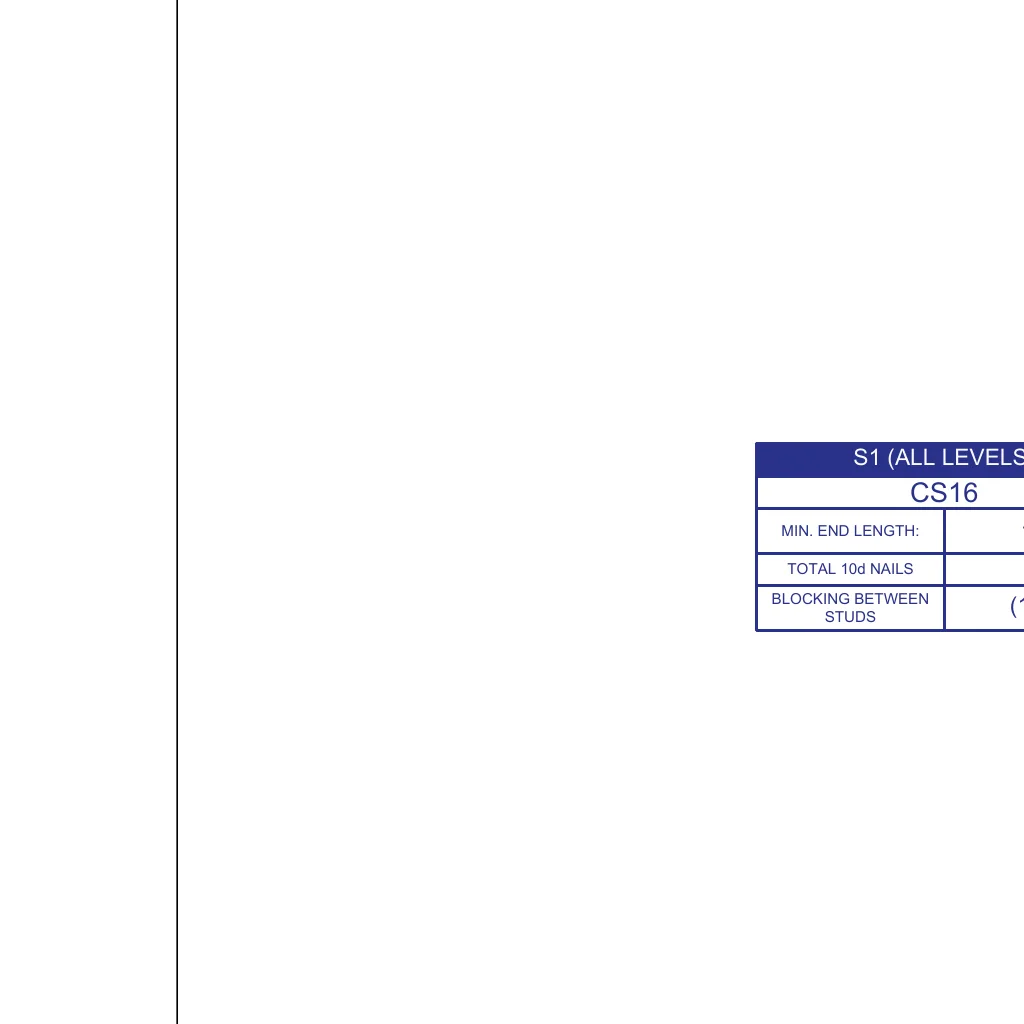 S1 (ALL LEVELS
CS16
MIN. END LENGTH:
TOTAL 10d NAILS
BLOCKING BETWEEN
STUDS